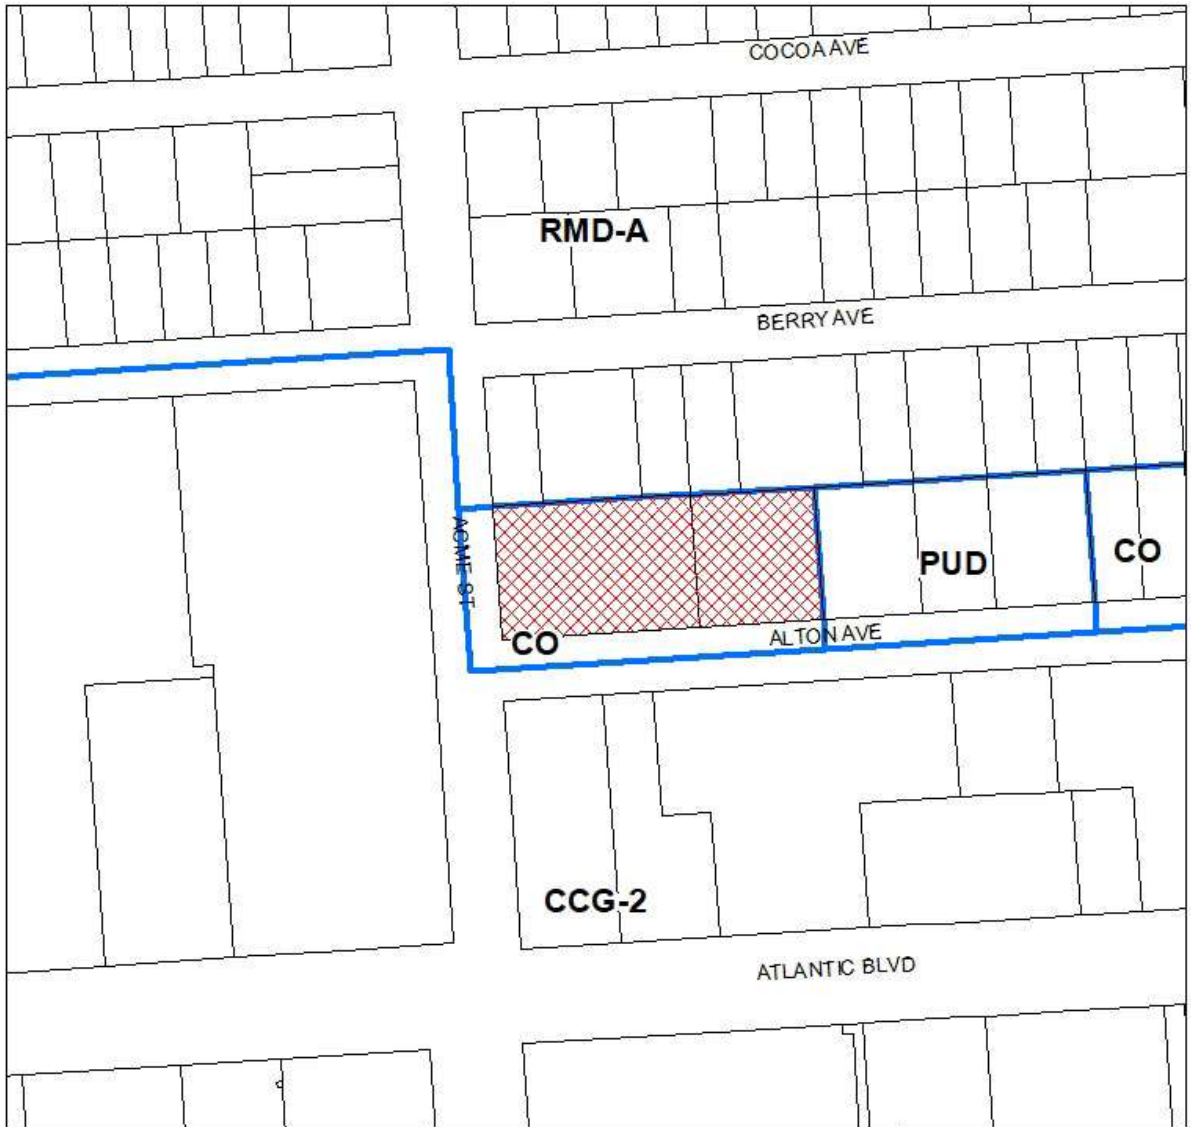 COCOA AVE
RMD-A
BERRY AVE
ACME ST
CO
PUD
CO
ALTON AVE
CCG-2
ATLANTIC BLVD